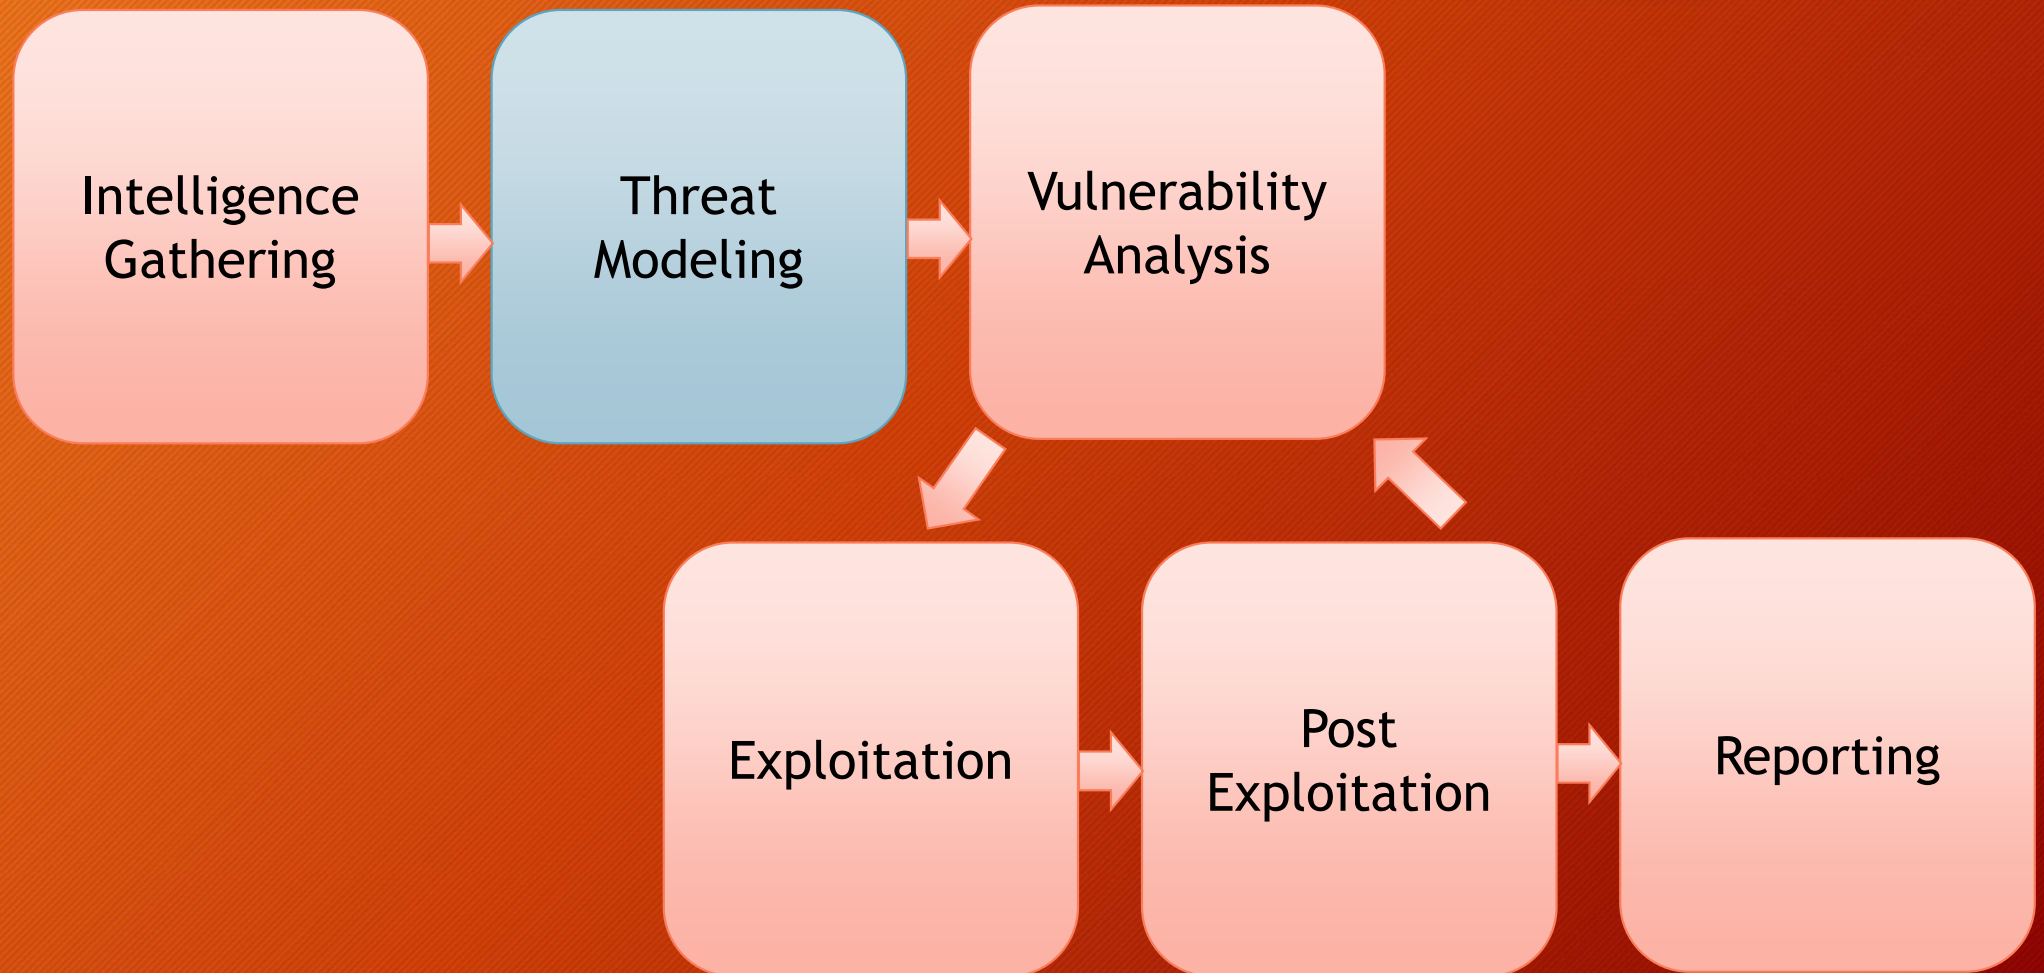 Intelligence
Gathering
Threat
Modeling
Vulnerability
Analysis
Exploitation
Post
Exploitation
Reporting